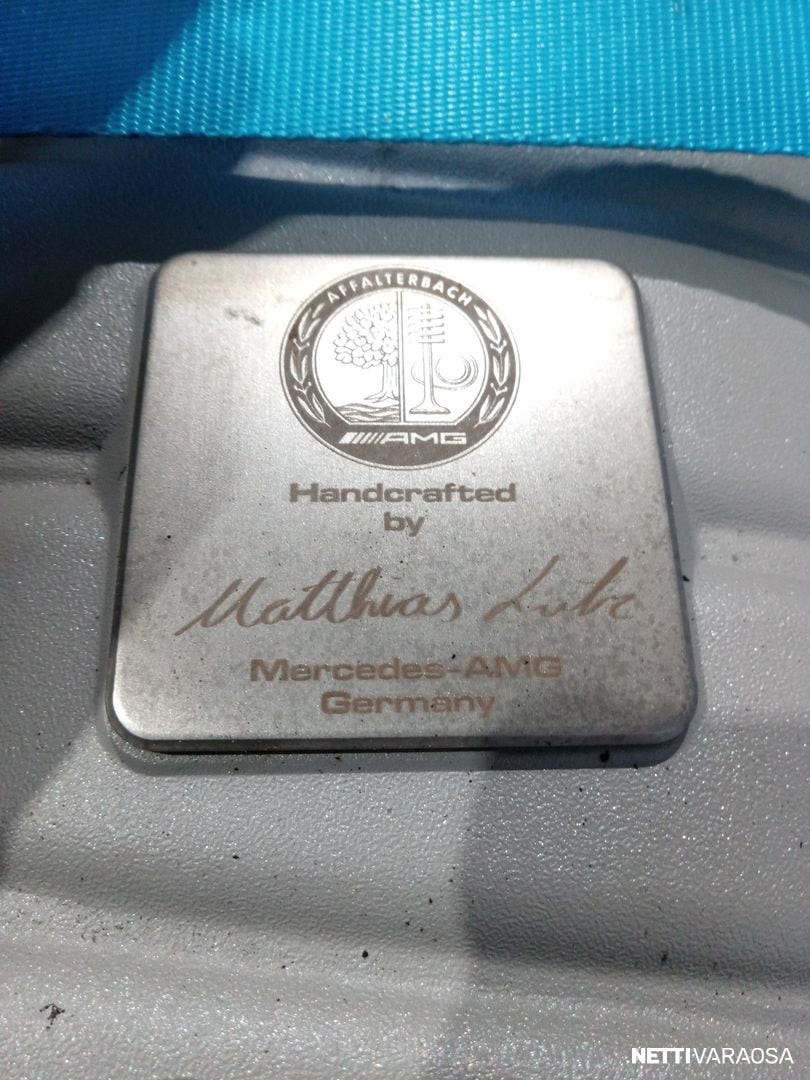 AFFALTERBACH
AMG
Handcrafted
by
Matthias
Mercedes-AMG
Germany
NETTIVARAOSA